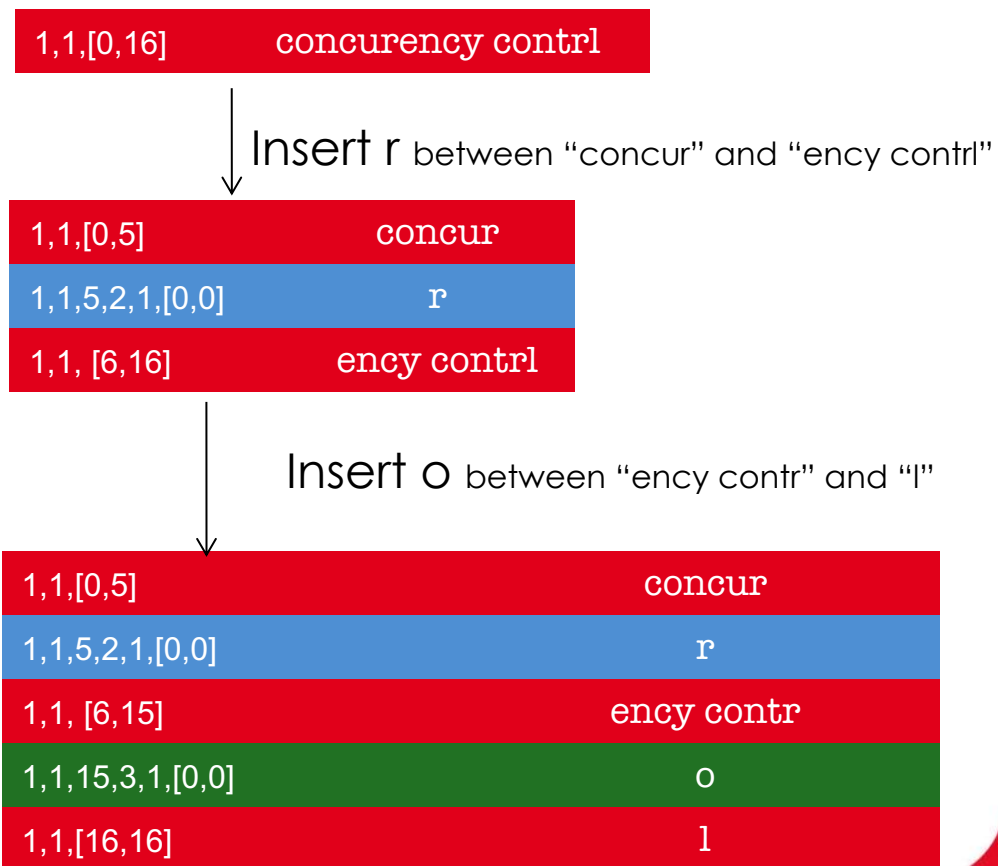 1,1,[0,16] concurency contrl
Insert r between “concur” and “ency contrl”
1,1,[0,5] concur
1,1,5,2,1,[0,0] r
1,1, [6,16] ency contrl
Insert o between “ency contr” and “l”
1,1,[0,5] concur
1,1,5,2,1,[0,0] r
1,1, [6,15] ency contr
1,1,15,3,1,[0,0] o
1,1,[16,16] l